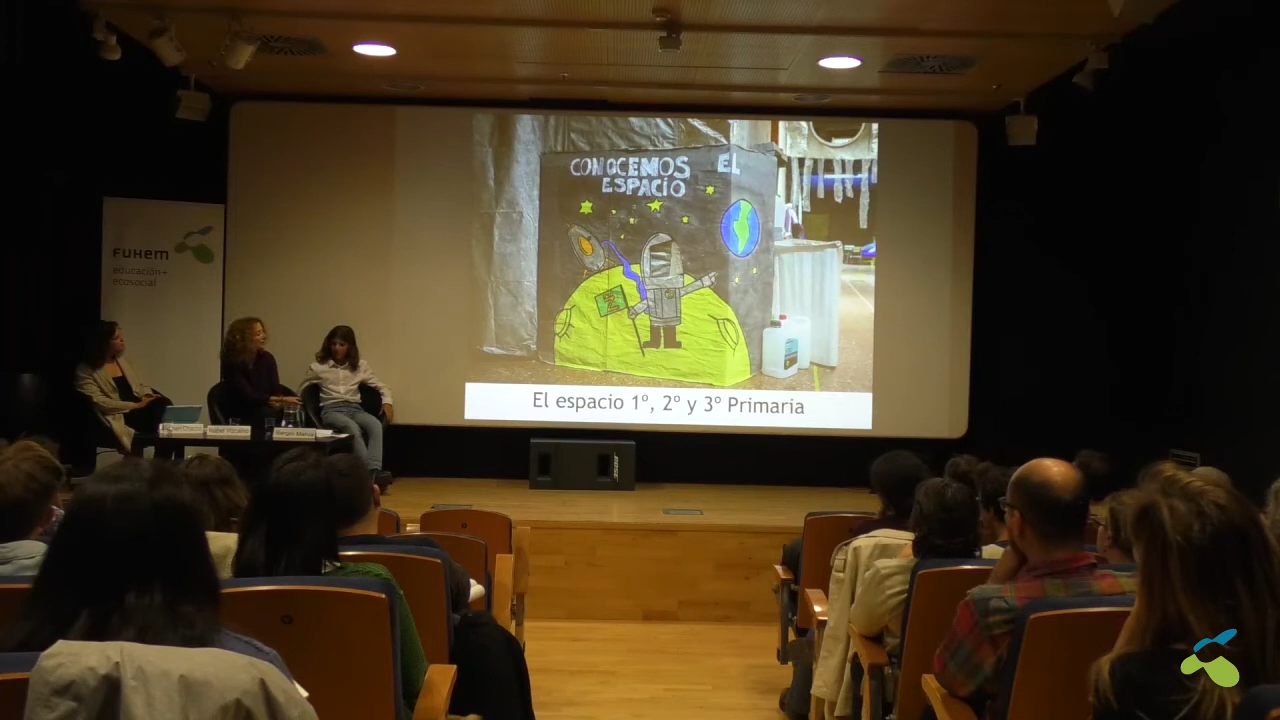 CONOCEMOS EL
ESPACIO
Z
El espacio 1º, 2º y 3º Primaria
FUHEM
educación+
ecosocial